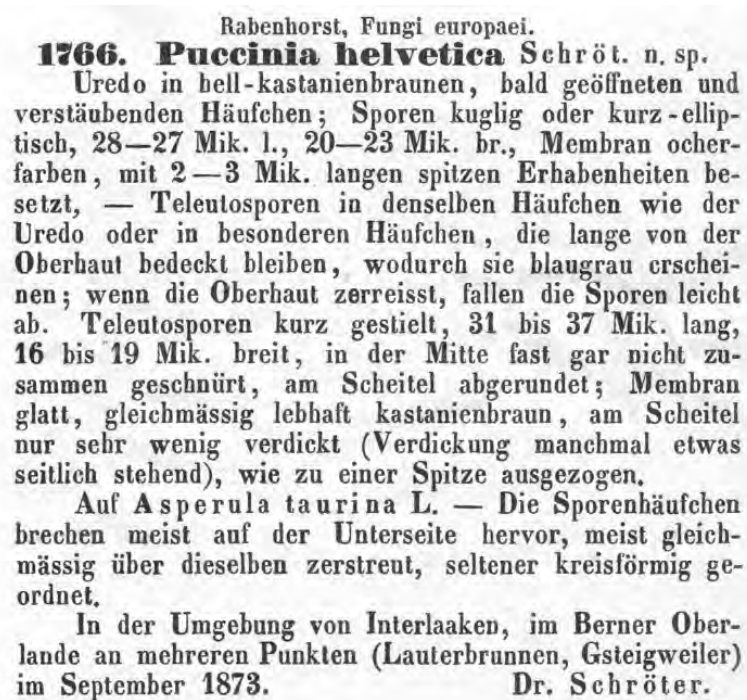 Rabenhorst, Fungi europaei.
1766. Puccinia helvetica Schröt. n. sp.
Uredo in hell-kastanienbraunen, bald geöffneten und
verstäubenden Häufchen; Sporen kuglig oder kurz-ellip-
tisch, 28—27 Mik. l., 20—23 Mik. br., Membran ocher-
farben, mit 2—3 Mik. langen spitzen Erhabenheiten be-
setzt, — Teleutosporen in denselben Häufchen wie der
Uredo oder in besonderen Häufchen, die lange von der
Oberhaut bedeckt bleiben, wodurch sie blaugrau erschei-
nen; wenn die Oberhaut zerreisst, fallen die Sporen leicht
ab. Teleutosporen kurz gestielt, 31 bis 37 Mik. lang,
16 bis 19 Mik. breit, in der Mitte fast gar nicht zu-
sammen geschnürt, am Scheitel abgerundet; Membran
glatt, gleichmässig lebhaft kastanienbraun, am Scheitel
nur sehr wenig verdickt (Verdickung manchmal etwas
seitlich stehend), wie zu einer Spitze ausgezogen.
Auf Asperula taurina L. — Die Sporenhäufchen
brechen meist auf der Unterseite hervor, meist gleich-
mässig über dieselben zerstreut, seltener kreisförmig ge-
ordnet.
In der Umgebung von Interlaaken, im Berner Ober-
lande an mehreren Punkten (Lauterbrunnen, Gsteigweiler)
im September 1873. Dr. Schröter.